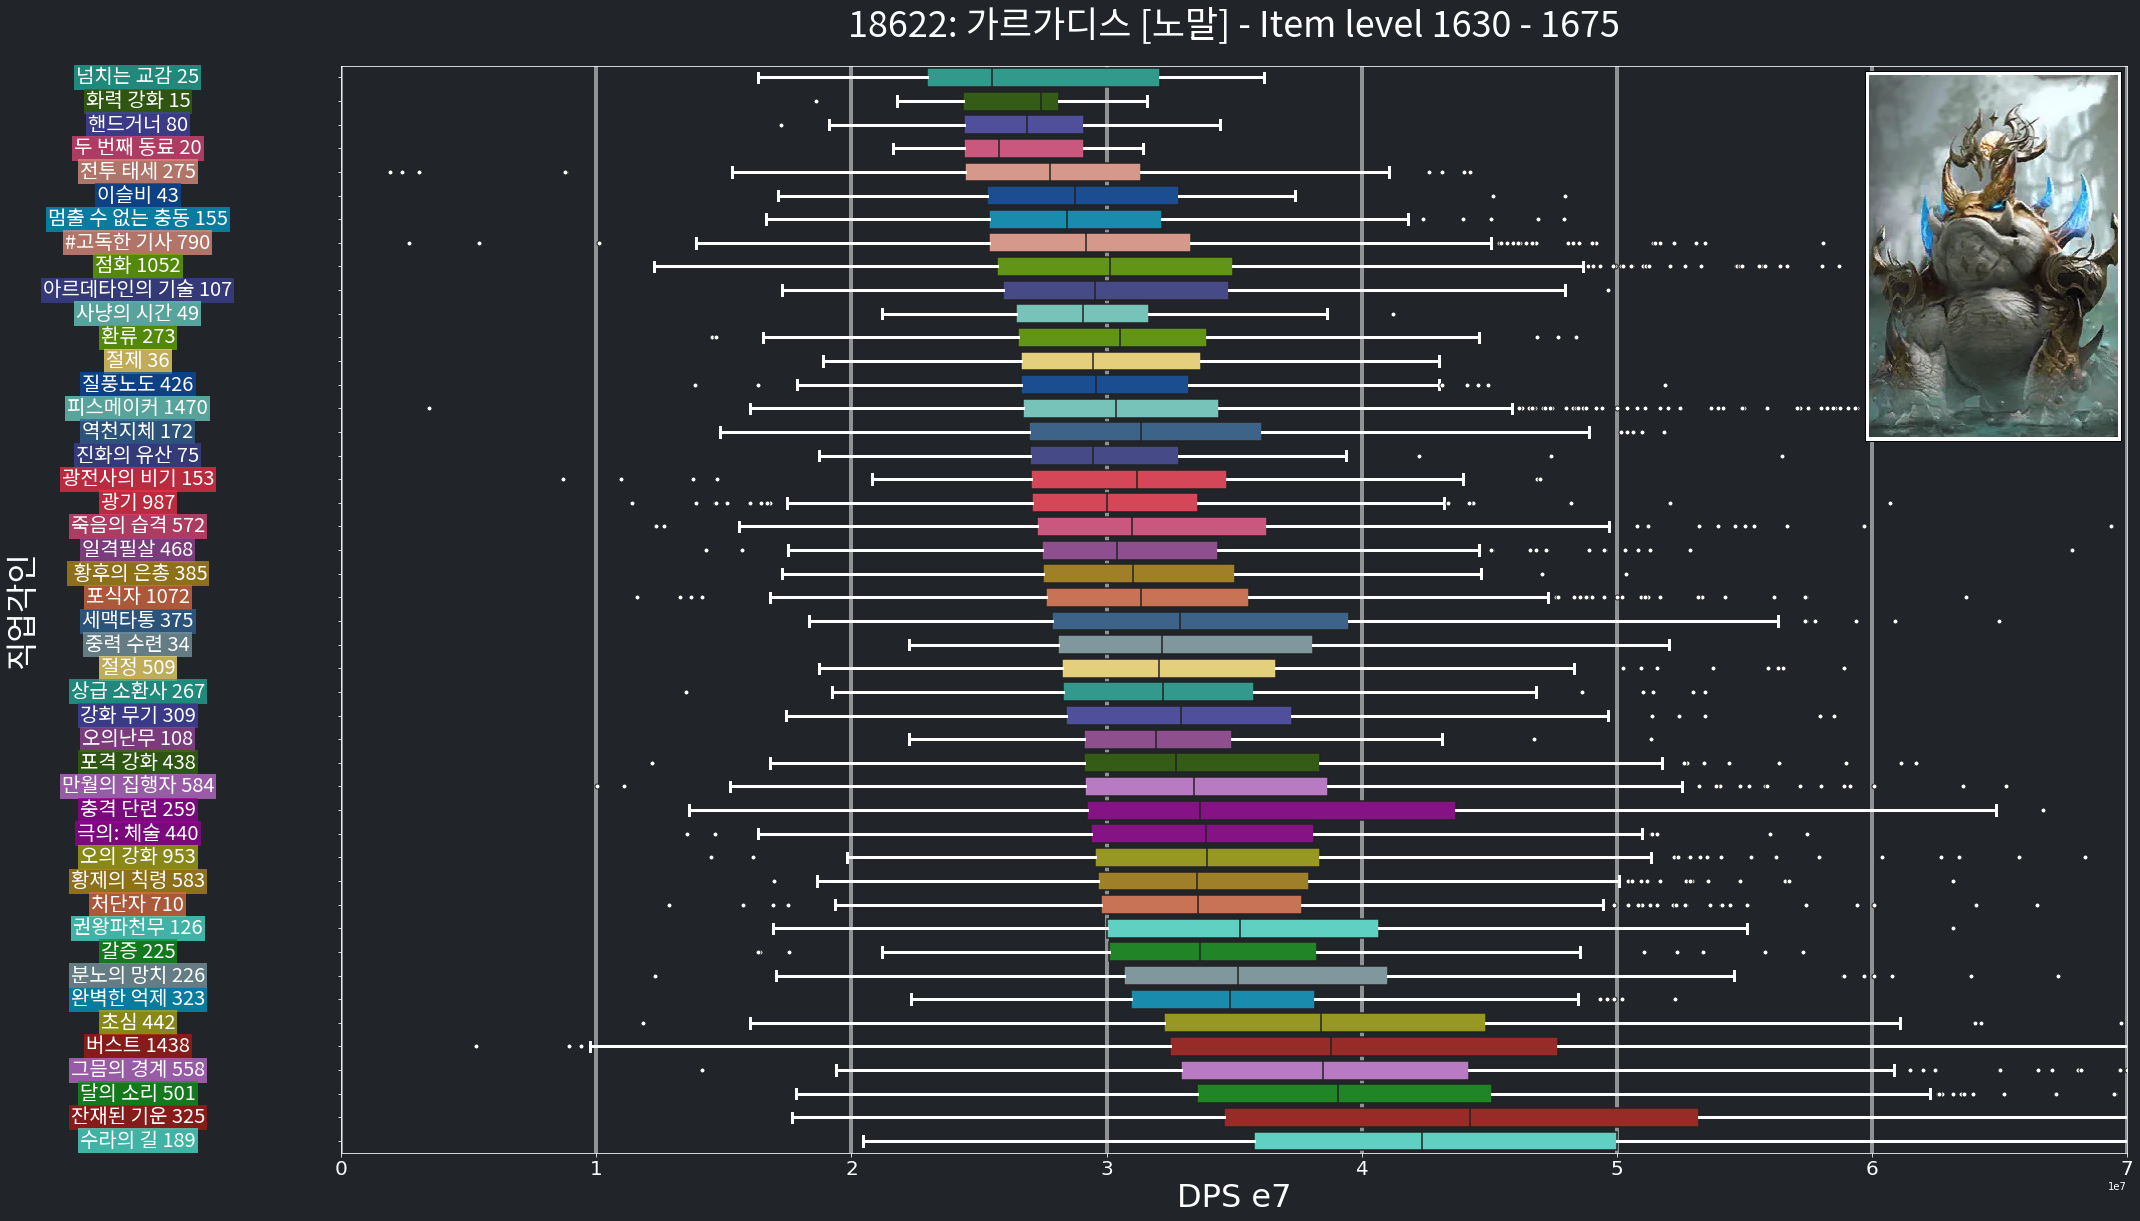 18622: 가르가디스 [노말] - Item level 1630 - 1675
넘치는 교감 25
화력 강화 15
핸드거너 80
두 번째 동료 20
전투 태세 275
이슬비 43
멈출 수 없는 충동 155
#고독한 기사 790
점화 1052
아르데타인의 기술 107
사냥의 시간 49
환류 273
절제 36
질풍노도 426
피스메이커 1470
역천지체 172
진화의 유산 75
광전사의 비기 153
광기 987
죽음의 습격 572
일격필살 468
황후의 은총 385
포식자 1072
세맥타통 375
중력 수련 34
절정 509
상급 소환사 267
강화 무기 309
오의난무 108
포격 강화 438
만월의 집행자 584
충격 단련 259
극의: 체술 440
오의 강화 953
황제의 칙령 583
처단자 710
권왕파천무 126
갈증 225
분노의 망치 226
완벽한 억제 323
초심 442
버스트 1438
그믐의 경계 558
달의 소리 501
잔재된 기운 325
수라의 길 189
직업각인
0 1 2 3 4 5 6 7
DPS e7
1e7